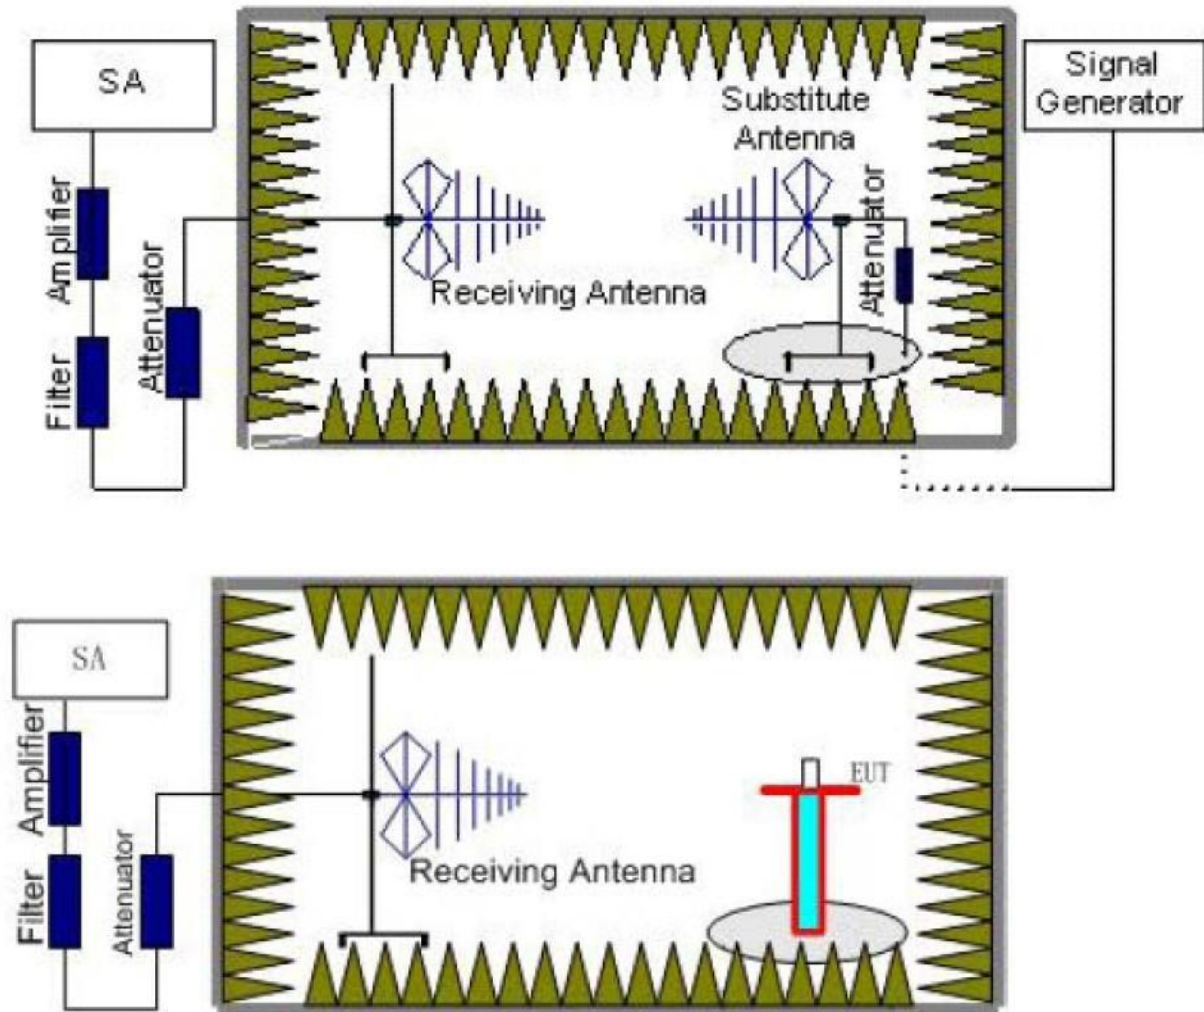 SA
Signal
Generator
Substitute
Antenna
Amplifier
Attenuator
Attenuator
Receiving Antenna
Filter
SA
Amplifier
EUT
Receiving Antenna
Filter
Attenuator